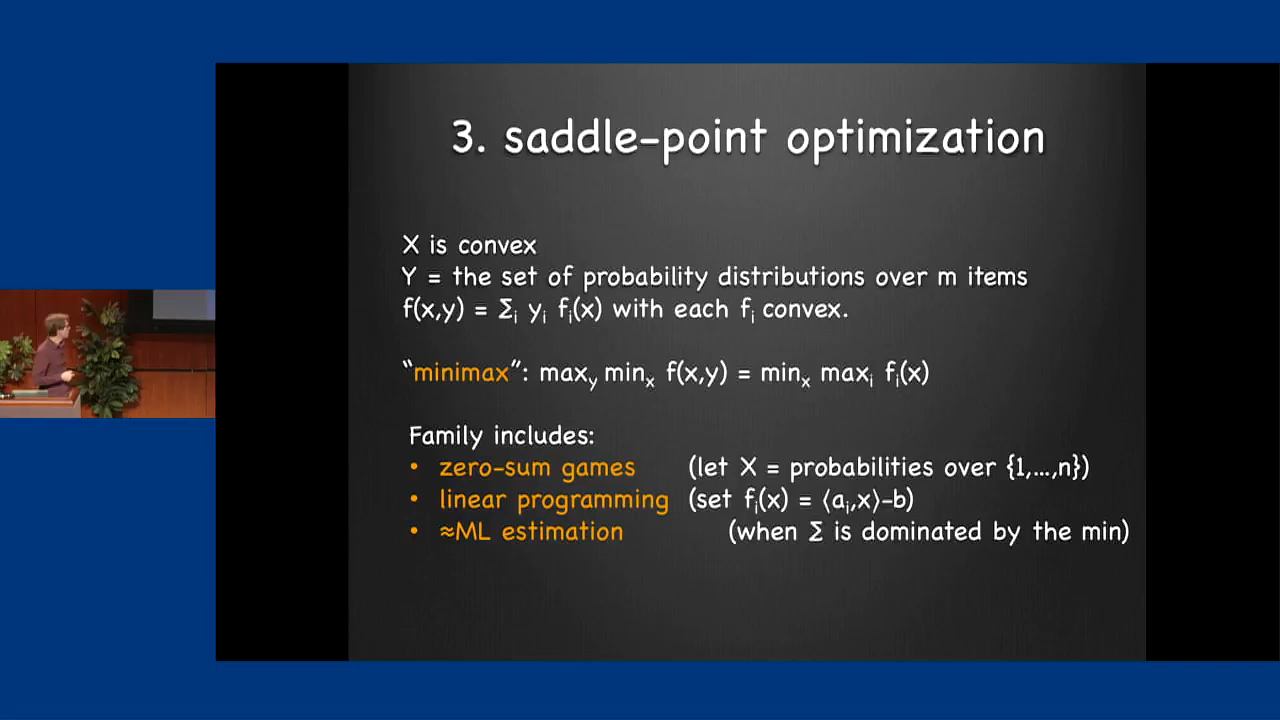 3. saddle-point optimization
X is convex
Y = the set of probability distributions over m items
f(x,y) = Σᵢ yᵢ fᵢ(x) with each fᵢ convex.
“minimax”: maxᵧ minₓ f(x,y) = minₓ maxᵢ fᵢ(x)
Family includes:
• zero-sum games (let X = probabilities over {1,...,n})
• linear programming (set fᵢ(x) = ⟨aᵢ,x⟩-b)
• ≈ML estimation (when Σ is dominated by the min)